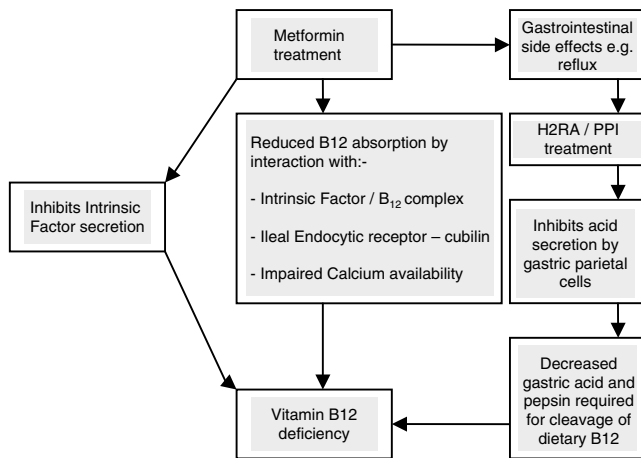 Metformin
treatment
Gastrointestinal
side effects e.g.
reflux
H2RA / PPI
treatment
Reduced B12 absorption by
interaction with:-
- Intrinsic Factor / B₁₂ complex
- Ileal Endocytic receptor – cubilin
- Impaired Calcium availability
Inhibits Intrinsic
Factor secretion
Inhibits acid
secretion by
gastric parietal
cells
Decreased
gastric acid and
pepsin required
for cleavage of
dietary B12
Vitamin B12
deficiency